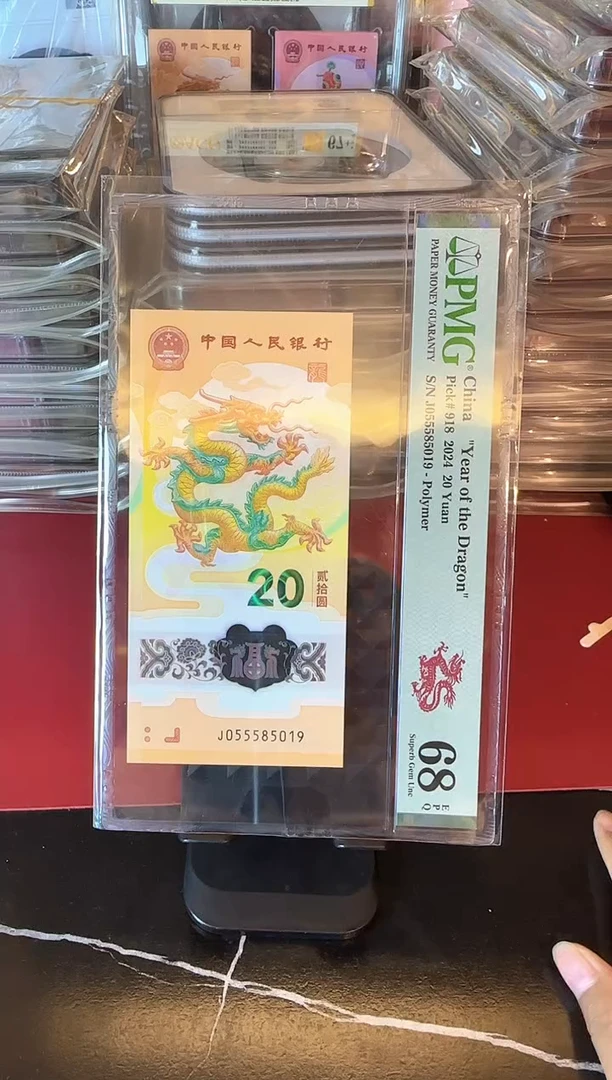 中国人民银行
中国人民银行
67
中国人民银行
20
贰拾圆
福
J055585019
PMG®
PAPER MONEY GUARANTY
China "Year of the Dragon"
Pick# 918 2024 20 Yuan
S/N J055585019 - Polymer
68
EPQ
Superb Gem Unc